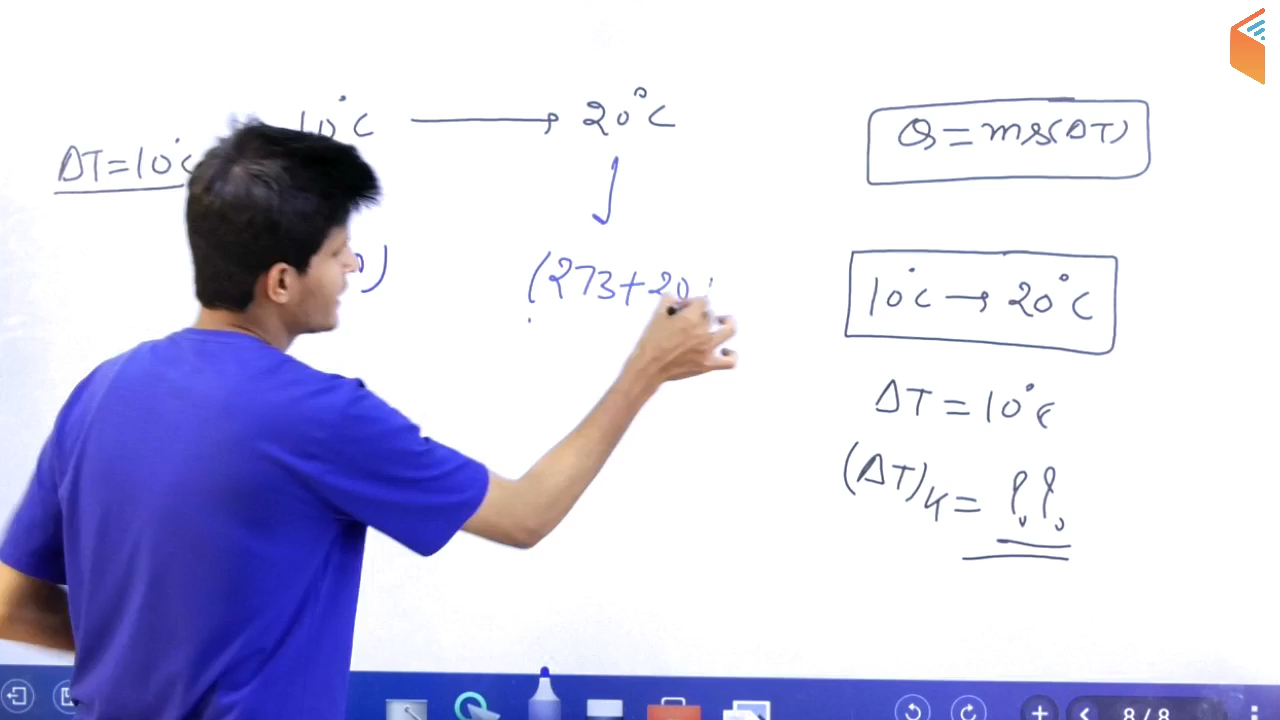 10°C → 20°C
ΔT=10°C
(273+20
Q=ms(ΔT)
10°C → 20°C
ΔT=10°C
(ΔT)K= ??
8/8